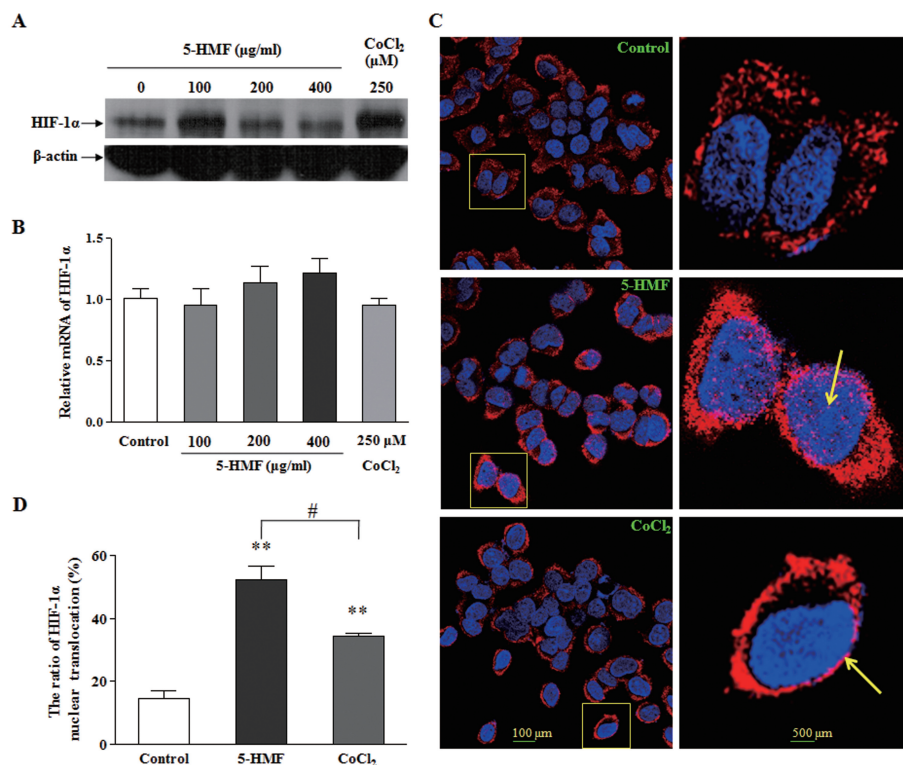 A
5-HMF (μg/ml)
CoCl₂
(μM)
0 100 200 400 250
HIF-1α
β-actin
B
Relative mRNA of HIF-1 α
1.5
1.0
0.5
0.0
Control 100 200 400 250 μM
5-HMF (μg/ml) CoCl₂
D
The ratio of HIF-1α
nuclear translocation (%)
60
40
20
0
**
#
**
Control 5-HMF CoCl₂
C
Control
5-HMF
CoCl₂
100 μm
500 μm